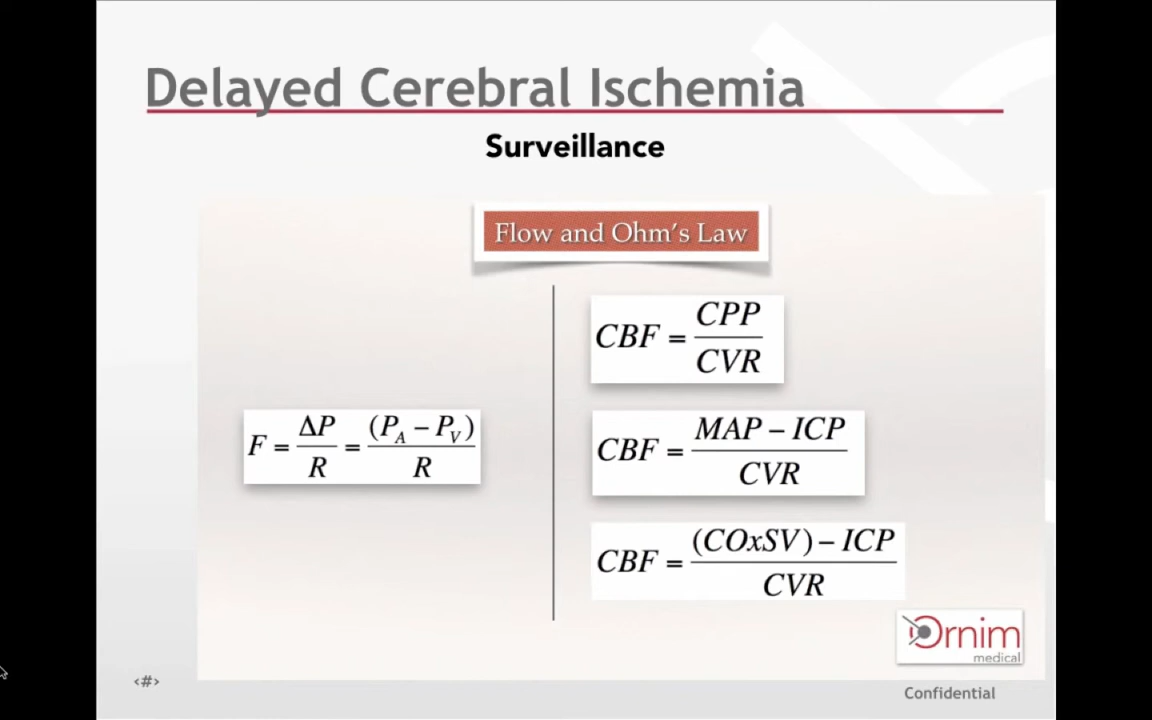 Delayed Cerebral Ischemia
Surveillance
Flow and Ohm's Law
F = ΔP/R = (P_A – P_V)/R
CBF = CPP/CVR
CBF = MAP – ICP/CVR
CBF = (COxSV) – ICP/CVR
Ornim
medical
‹#›
Confidential